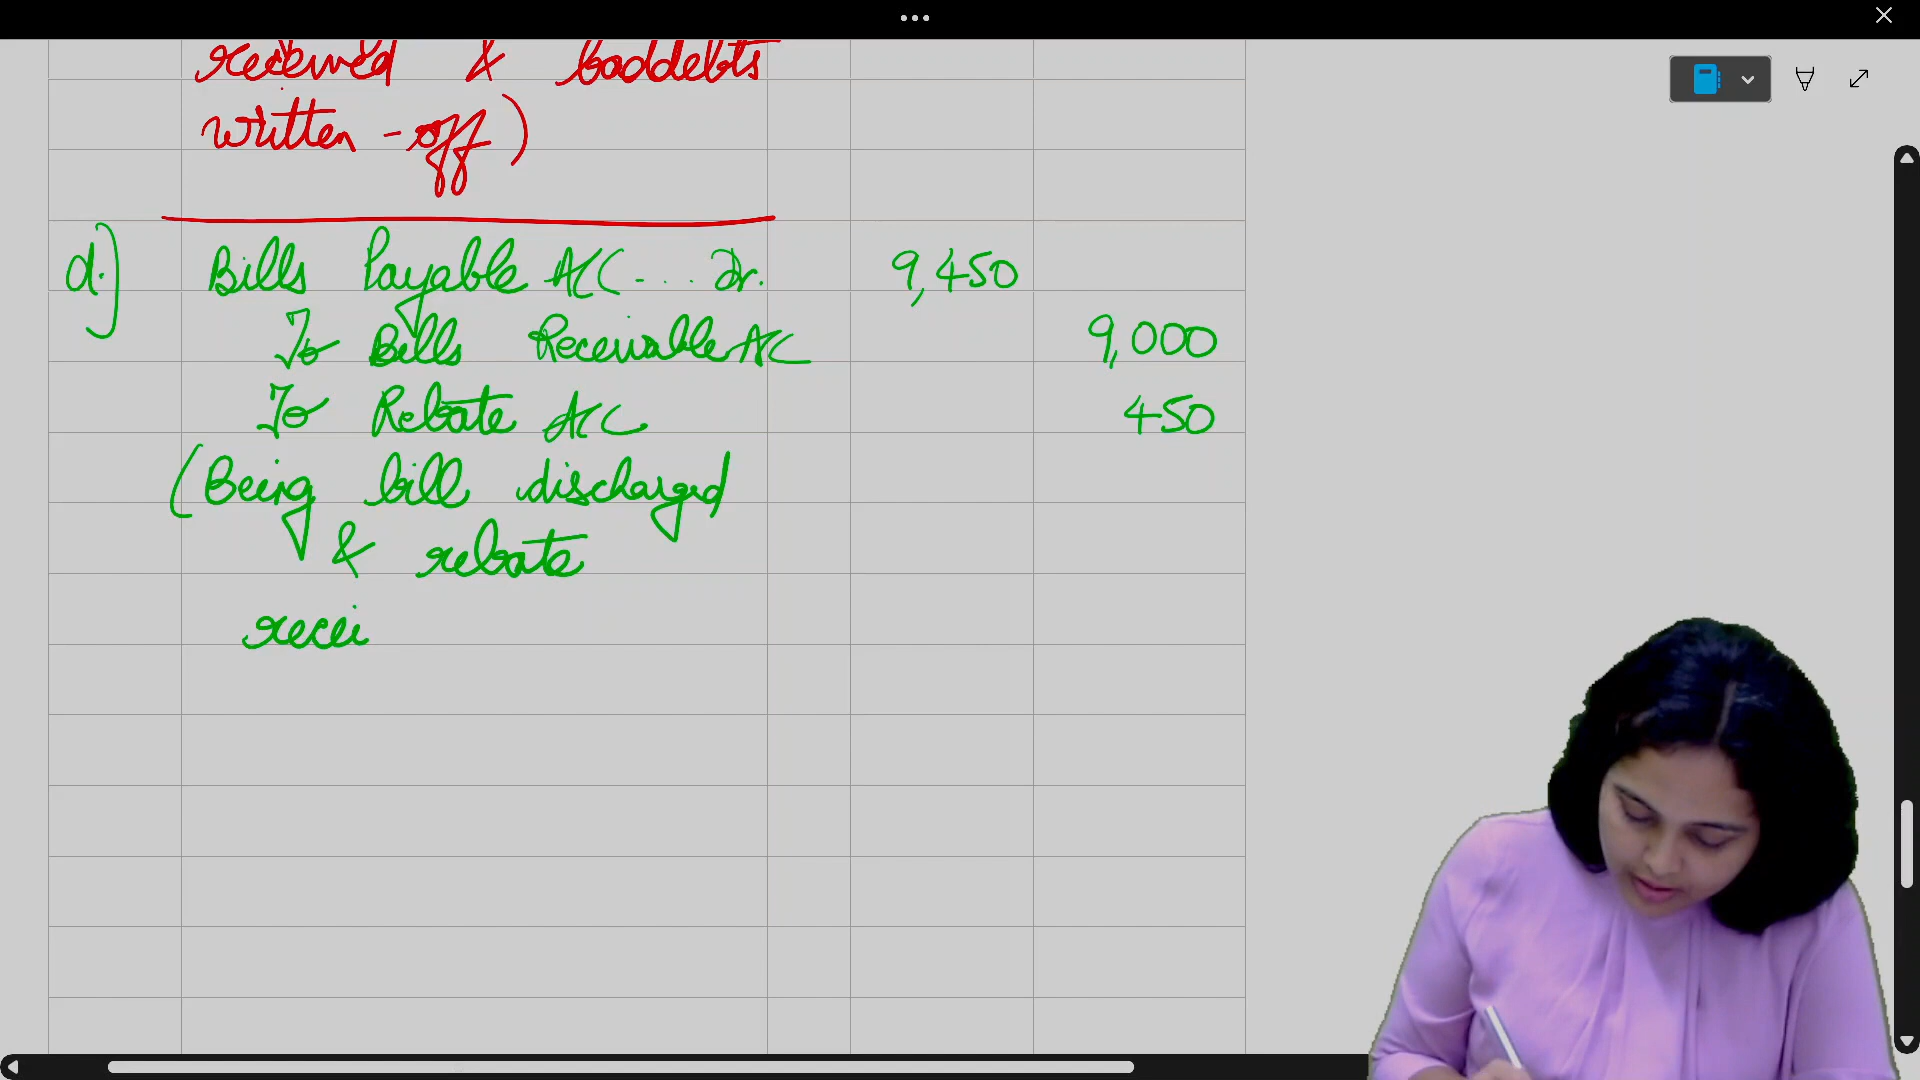 received & baddebts
written - off)
d.) Bills Payable A/C - ... Dr. 9,450
To Bills Receivable A/C 9,000
To Rebate A/C 450
(Being bill discharged
& rebate
recei